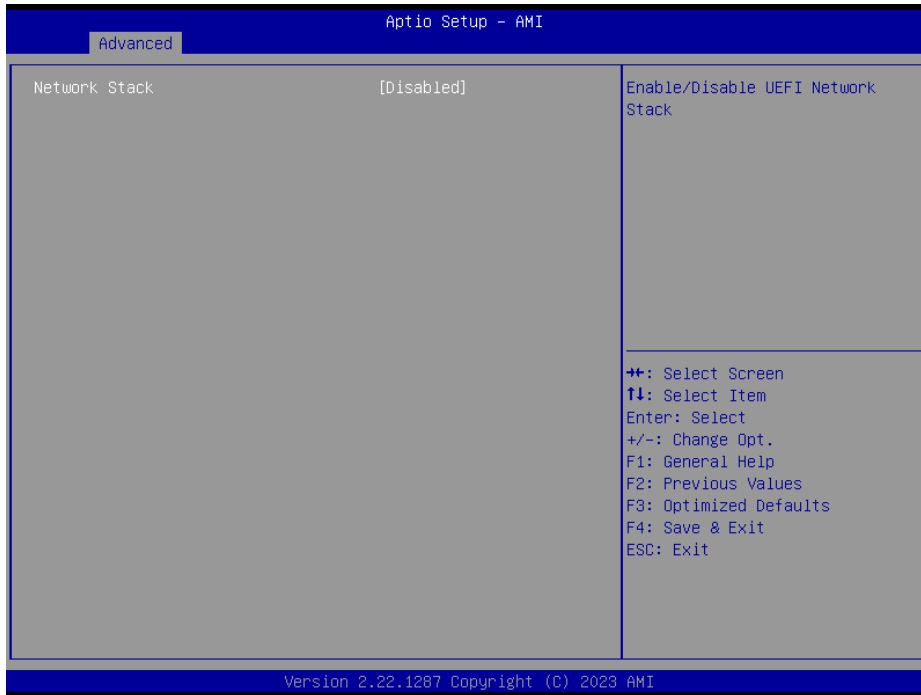 Aptio Setup - AMI
Advanced
Network Stack [Disabled]
Enable/Disable UEFI Network
Stack
→←: Select Screen
↑↓: Select Item
Enter: Select
+/-: Change Opt.
F1: General Help
F2: Previous Values
F3: Optimized Defaults
F4: Save & Exit
ESC: Exit
Version 2.22.1287 Copyright (C) 2023 AMI